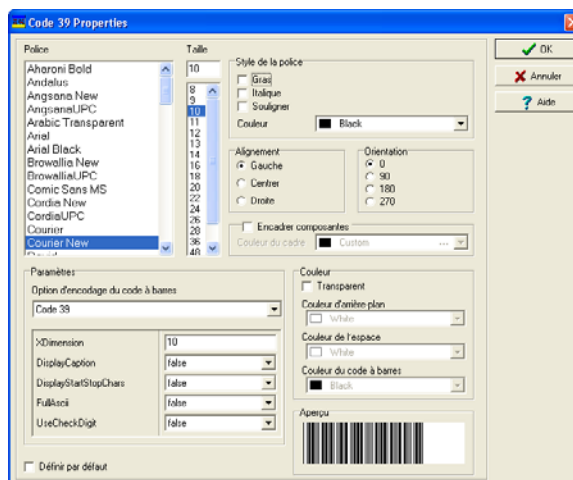 Code 39 Properties
Police
Taille
Aharoni Bold
Andalus
Angsana New
AngsanaUPC
Arabic Transparent
Arial
Arial Black
Browallia New
BrowalliaUPC
Comic Sans MS
Cordia New
CordiaUPC
Courier
Courier New
David
10
8
9
10
11
12
13
14
16
18
20
22
24
26
28
36
48
Style de la police
Gras
Italique
Souligner
Couleur
Black
Alignement
Gauche
Centrer
Droite
Orientation
0
90
180
270
Encadrer composantes
Couleur du cadre
Custom
...
OK
Annuler
Aide
Paramètres
Option d'encodage du code à barres
Code 39
XDimension
10
DisplayCaption
false
DisplayStartStopChars
false
FullAscii
false
UseCheckDigit
false
Définir par défaut
Couleur
Transparent
Couleur d'arrière-plan
White
Couleur de l'espace
White
Couleur du code à barres
Black
Aperçu